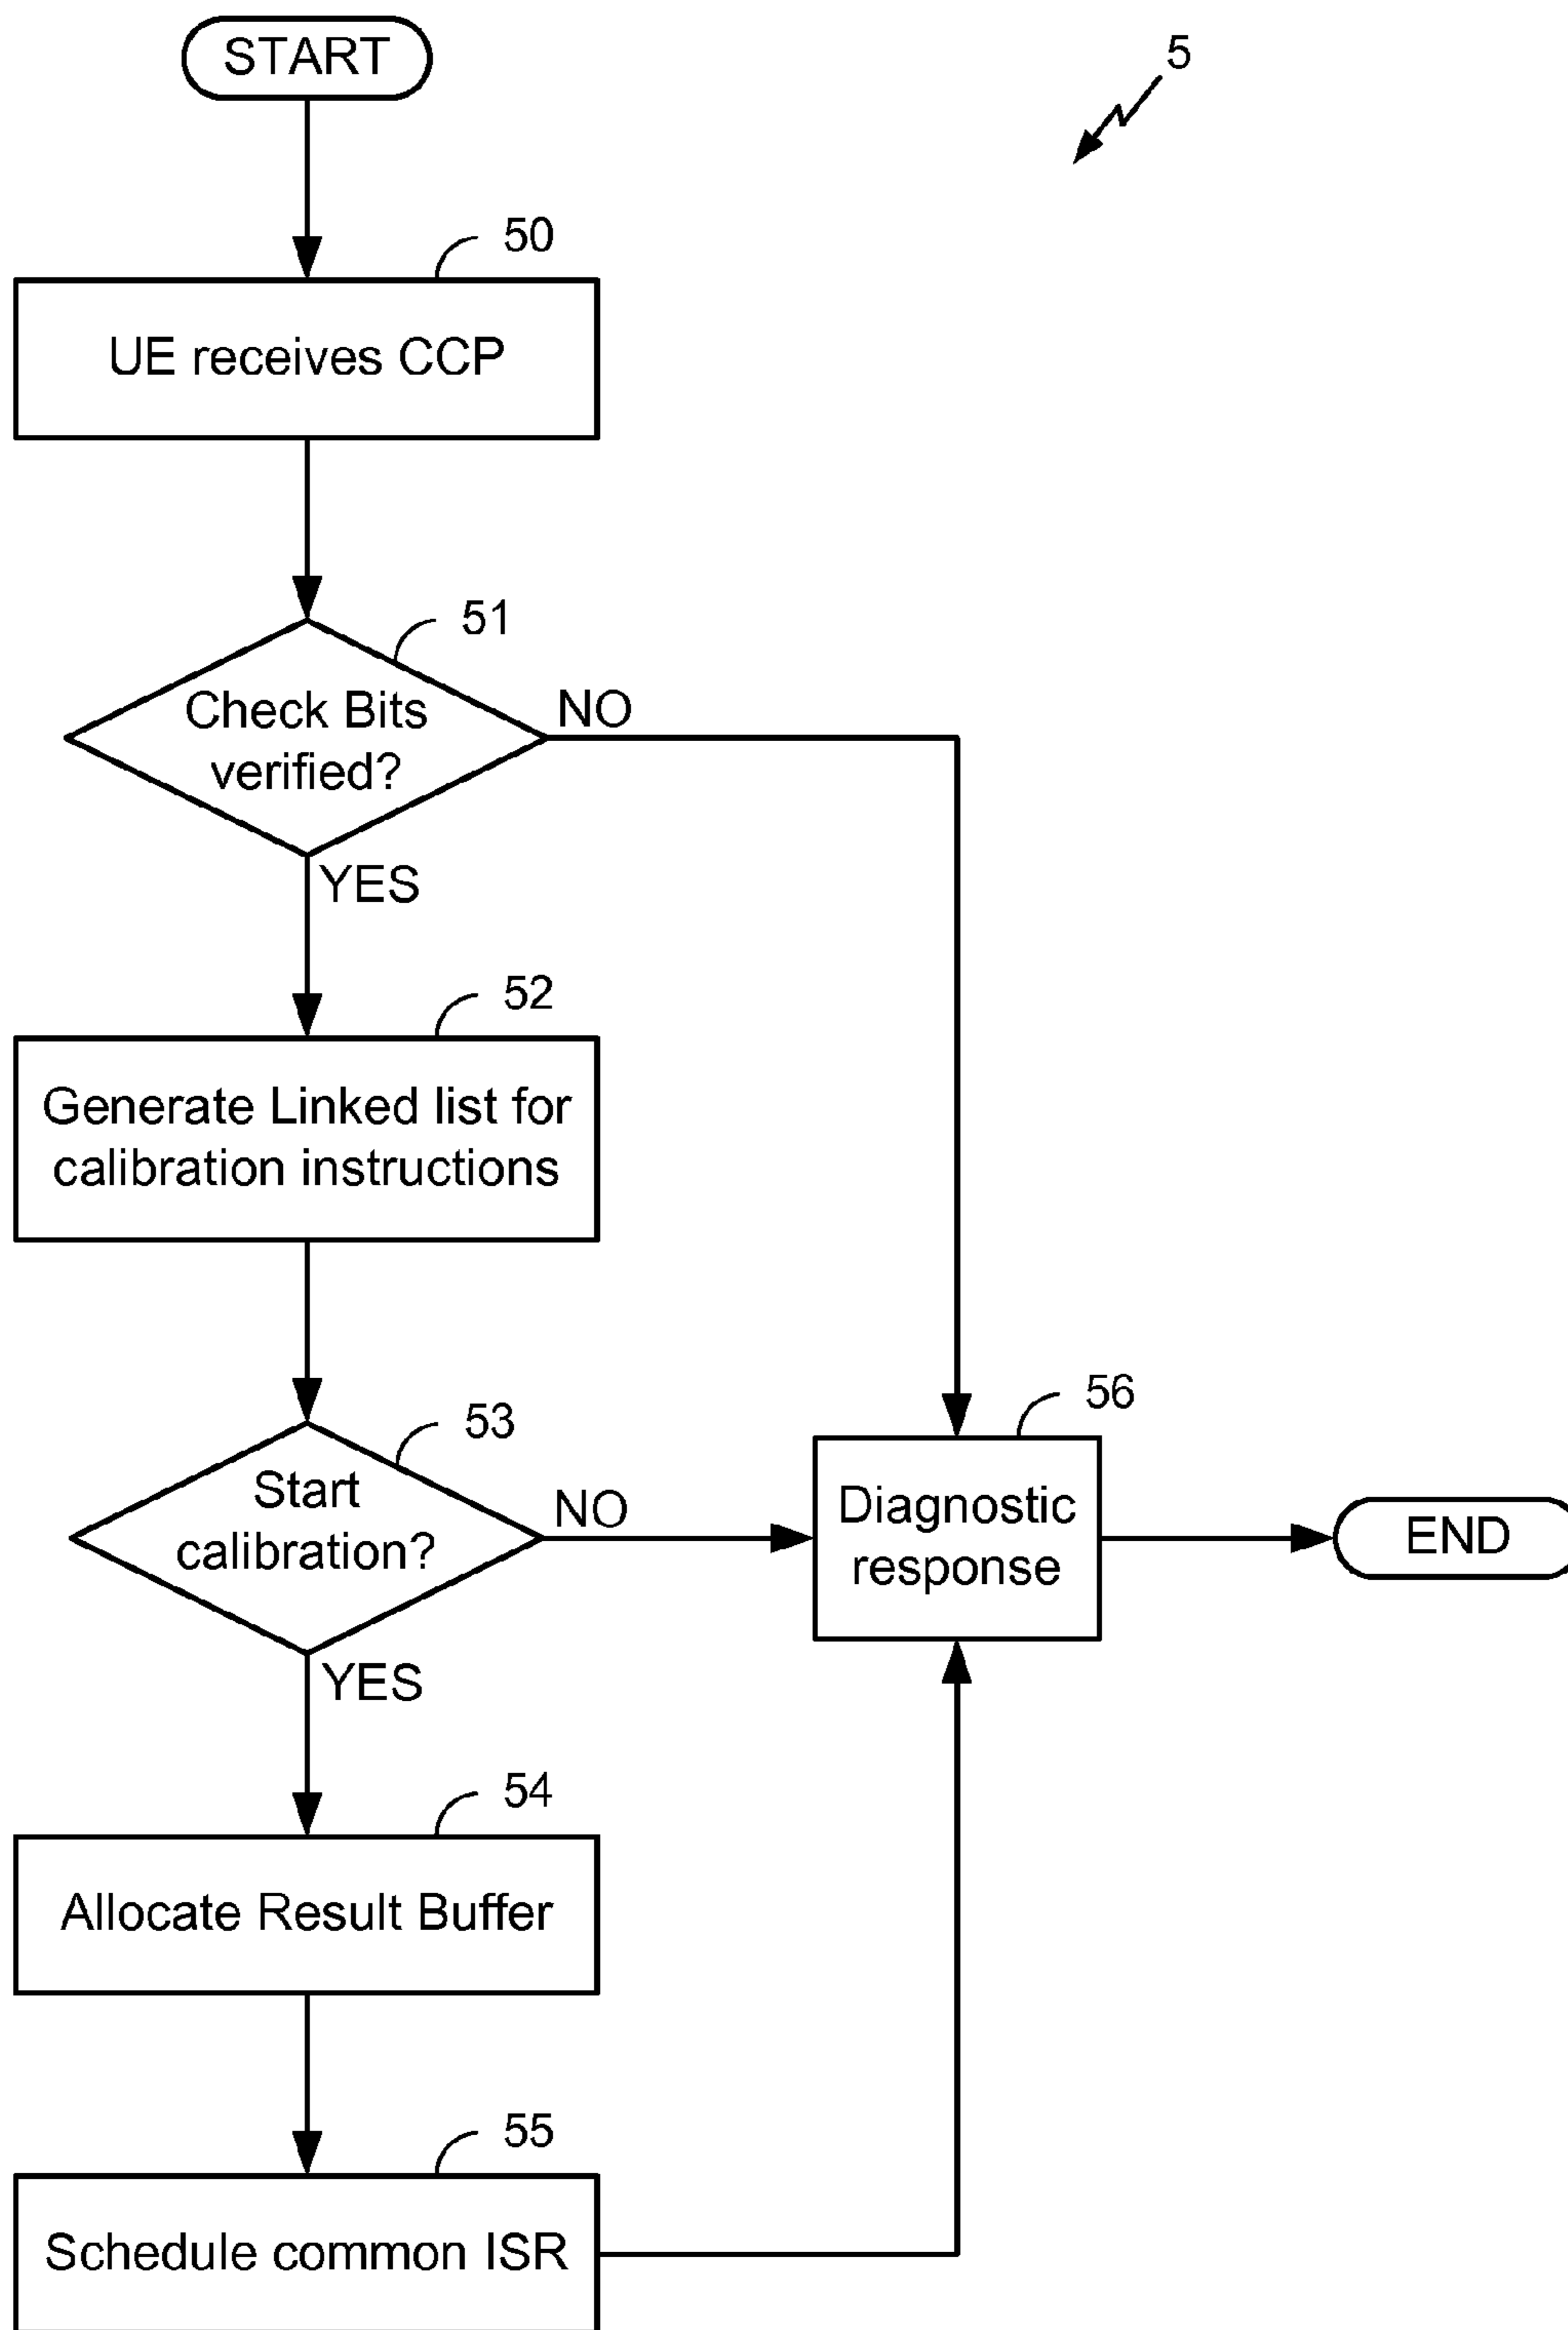 START
5
50
UE receives CCP
51
Check Bits
verified?
NO
YES
52
Generate Linked list for
calibration instructions
53
Start
calibration?
NO
YES
56
Diagnostic
response
END
54
Allocate Result Buffer
55
Schedule common ISR